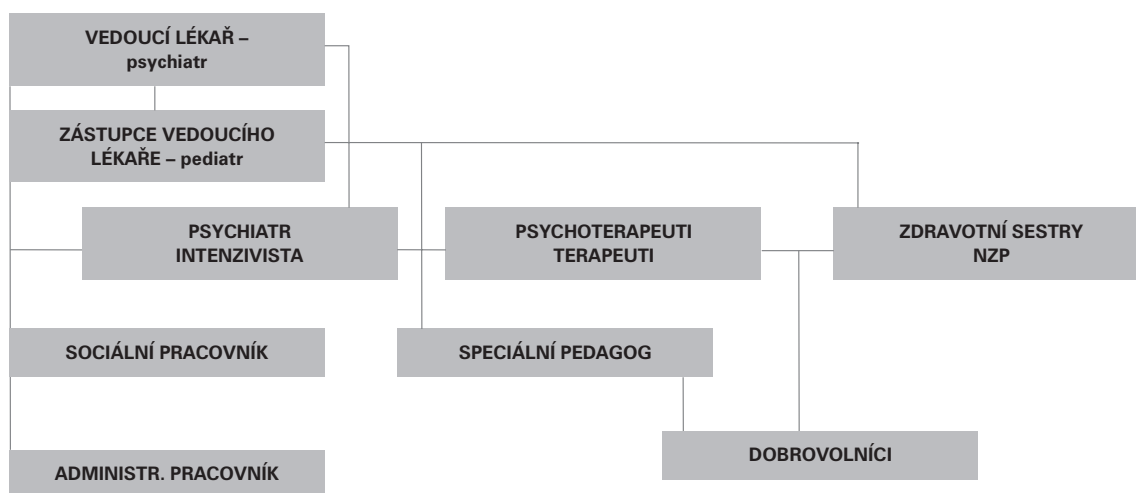 VEDOUCÍ LÉKAŘ –
psychiatr
ZÁSTUPCE VEDOUCÍHO
LÉKAŘE – pediatr
PSYCHIATR
INTENZIVISTA
PSYCHOTERAPEUTI
TERAPEUTI
ZDRAVOTNÍ SESTRY
NZP
SOCIÁLNÍ PRACOVNÍK
SPECIÁLNÍ PEDAGOG
DOBROVOLNÍCI
ADMINISTR. PRACOVNÍK